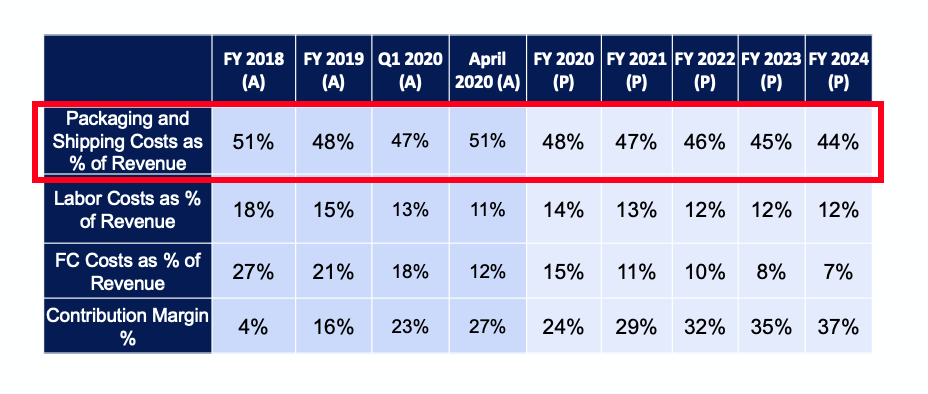 FY 2018 (A) FY 2019 (A) Q1 2020 (A) April 2020 (A) FY 2020 (P) FY 2021 (P) FY 2022 (P) FY 2023 (P) FY 2024 (P)
Packaging and Shipping Costs as % of Revenue 51% 48% 47% 51% 48% 47% 46% 45% 44%
Labor Costs as % of Revenue 18% 15% 13% 11% 14% 13% 12% 12% 12%
FC Costs as % of Revenue 27% 21% 18% 12% 15% 11% 10% 8% 7%
Contribution Margin % 4% 16% 23% 27% 24% 29% 32% 35% 37%